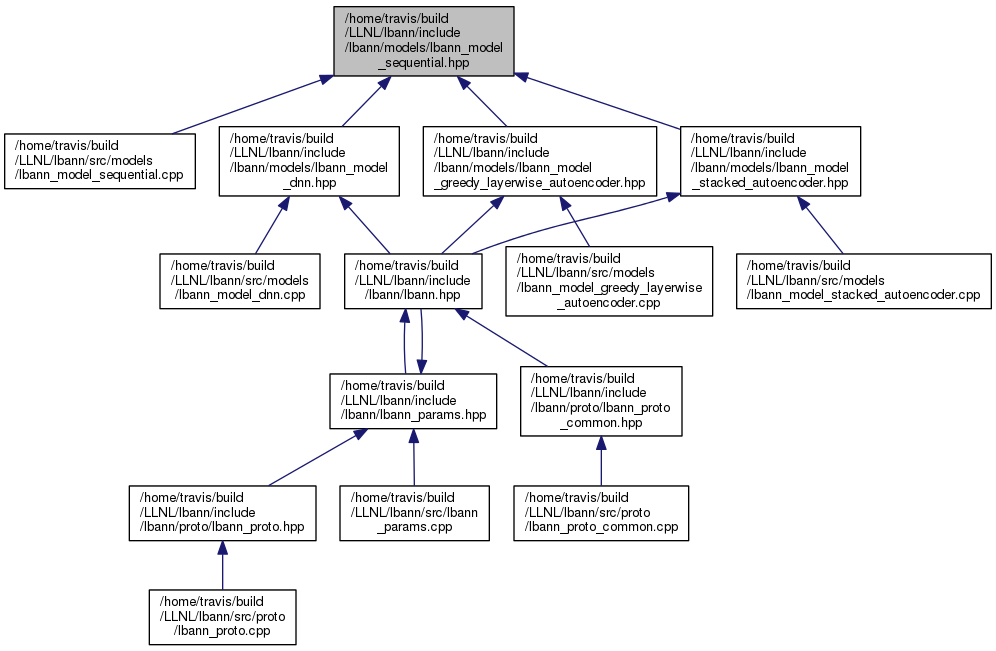 /home/travis/build
/LLNL/lbann/include
/lbann/models/lbann_model
_sequential.hpp
/home/travis/build
/LLNL/lbann/src/models
/lbann_model_sequential.cpp
/home/travis/build
/LLNL/lbann/include
/lbann/models/lbann_model
_dnn.hpp
/home/travis/build
/LLNL/lbann/include
/lbann/models/lbann_model
_greedy_layerwise_autoencoder.hpp
/home/travis/build
/LLNL/lbann/include
/lbann/models/lbann_model
_stacked_autoencoder.hpp
/home/travis/build
/LLNL/lbann/src/models
/lbann_model_dnn.cpp
/home/travis/build
/LLNL/lbann/include
/lbann/lbann.hpp
/home/travis/build
/LLNL/lbann/src/models
/lbann_model_greedy_layerwise
_autoencoder.cpp
/home/travis/build
/LLNL/lbann/src/models
/lbann_model_stacked_autoencoder.cpp
/home/travis/build
/LLNL/lbann/include
/lbann/lbann_params.hpp
/home/travis/build
/LLNL/lbann/include
/lbann/proto/lbann_proto
_common.hpp
/home/travis/build
/LLNL/lbann/include
/lbann/proto/lbann_proto.hpp
/home/travis/build
/LLNL/lbann/src/lbann
_params.cpp
/home/travis/build
/LLNL/lbann/src/proto
/lbann_proto_common.cpp
/home/travis/build
/LLNL/lbann/src/proto
/lbann_proto.cpp